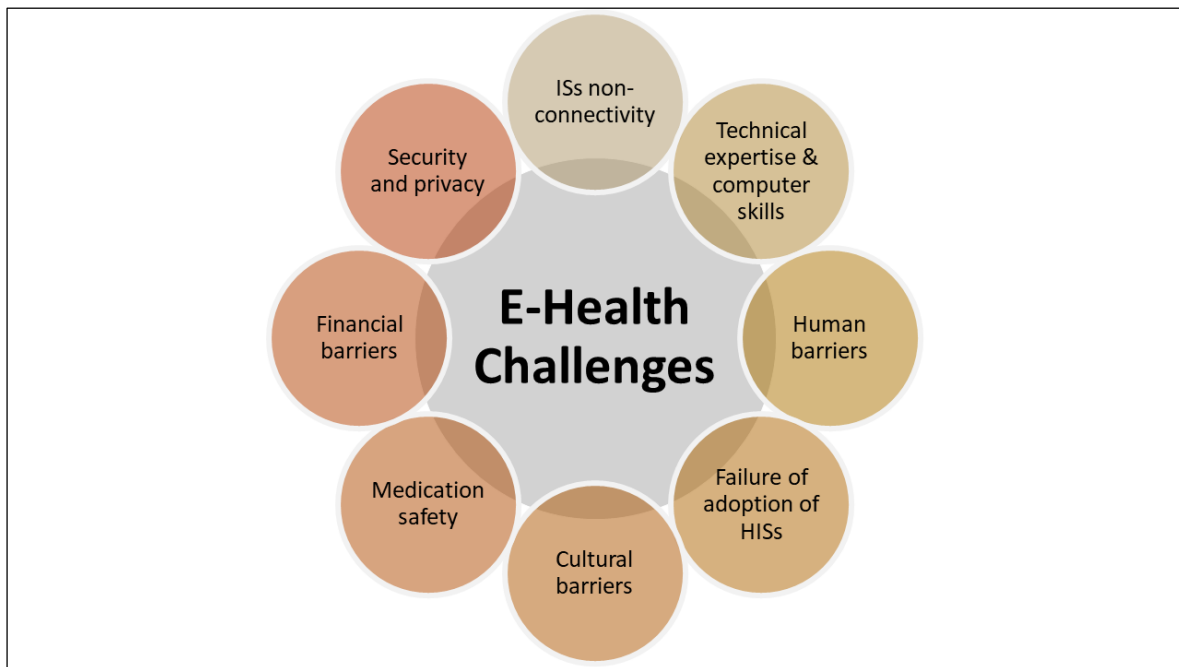 ISs non-
connectivity
Technical
expertise &
computer
skills
Human
barriers
Failure of
adoption of
HISs
Cultural
barriers
Medication
safety
Financial
barriers
Security
and privacy
E-Health
Challenges